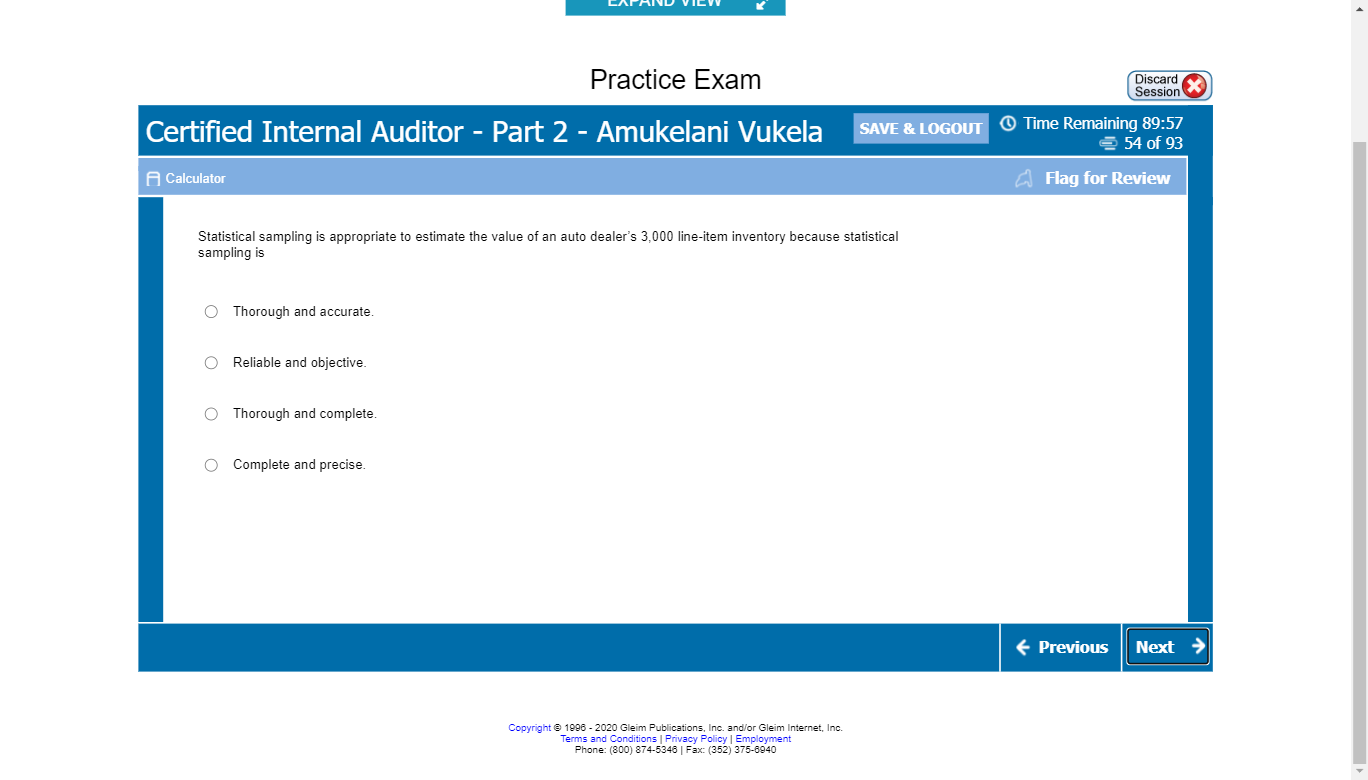 EXPAND VIEW
Practice Exam
Discard
Session
Certified Internal Auditor - Part 2 - Amukelani Vukela
SAVE & LOGOUT
Time Remaining 89:57
54 of 93
Calculator
Flag for Review
Statistical sampling is appropriate to estimate the value of an auto dealer's 3,000 line-item inventory because statistical
sampling is
Thorough and accurate.
Reliable and objective.
Thorough and complete.
Complete and precise.
Previous
Next
Copyright © 1996 - 2020 Gleim Publications, Inc. and/or Gleim Internet, Inc.
Terms and Conditions | Privacy Policy | Employment
Phone: (800) 874-5346 | Fax: (352) 375-6940